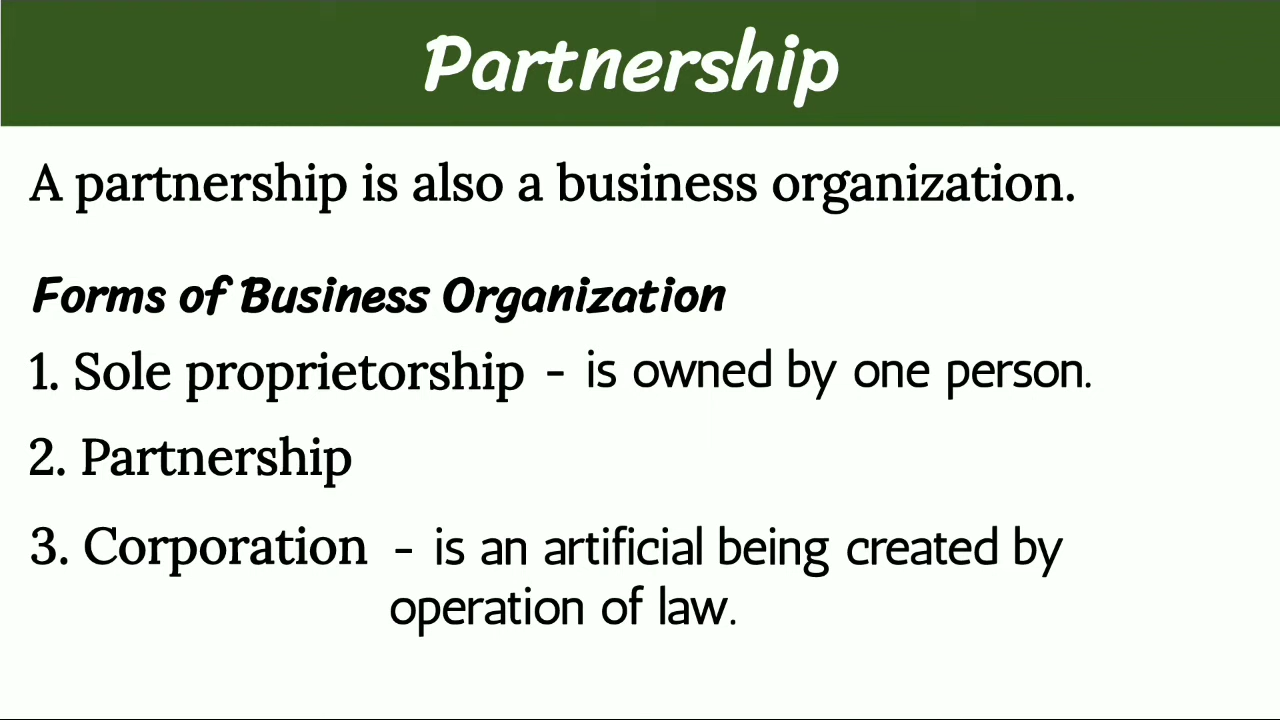 Partnership
A partnership is also a business organization.
Forms of Business Organization
1. Sole proprietorship - is owned by one person.
2. Partnership
3. Corporation - is an artificial being created by
operation of law.